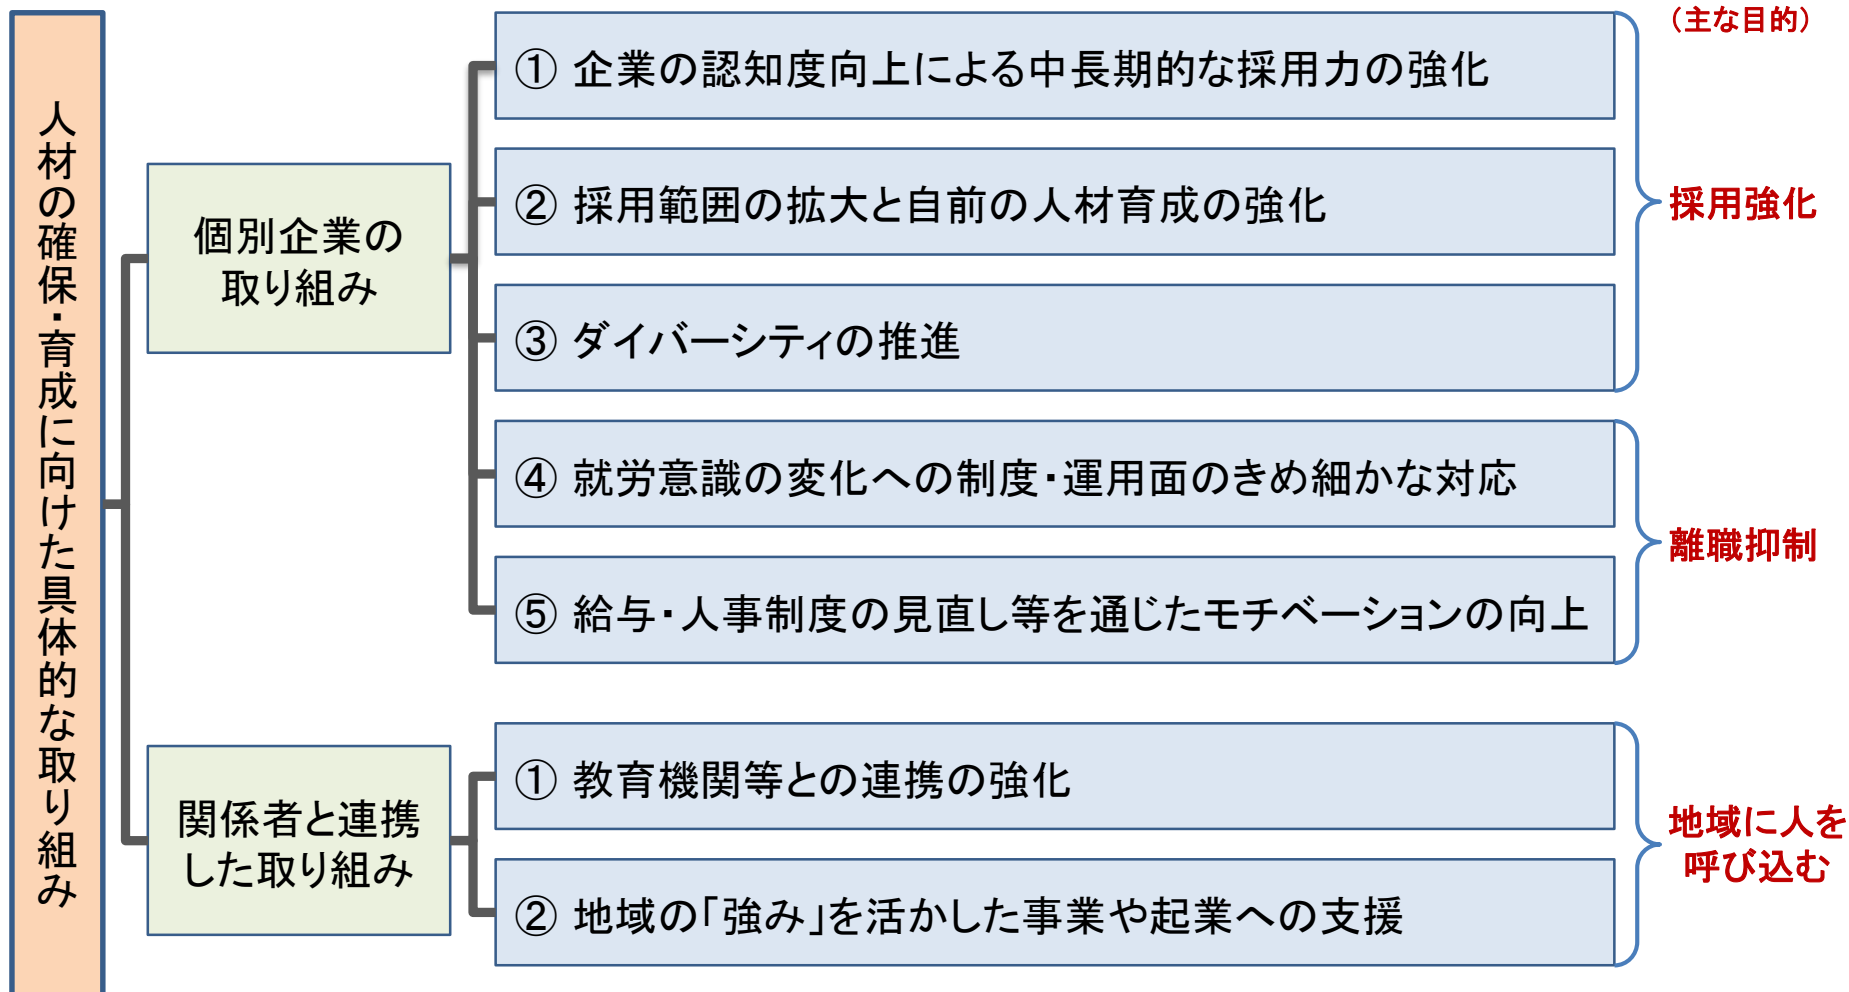 人材の確保・育成に向けた具体的な取り組み
個別企業の
取り組み
① 企業の認知度向上による中長期的な採用力の強化
② 採用範囲の拡大と自前の人材育成の強化
③ ダイバーシティの推進
④ 就労意識の変化への制度・運用面のきめ細かな対応
⑤ 給与・人事制度の見直し等を通じたモチベーションの向上
(主な目的)
採用強化
離職抑制
関係者と連携
した取り組み
① 教育機関等との連携の強化
② 地域の「強み」を活かした事業や起業への支援
地域に人を
呼び込む